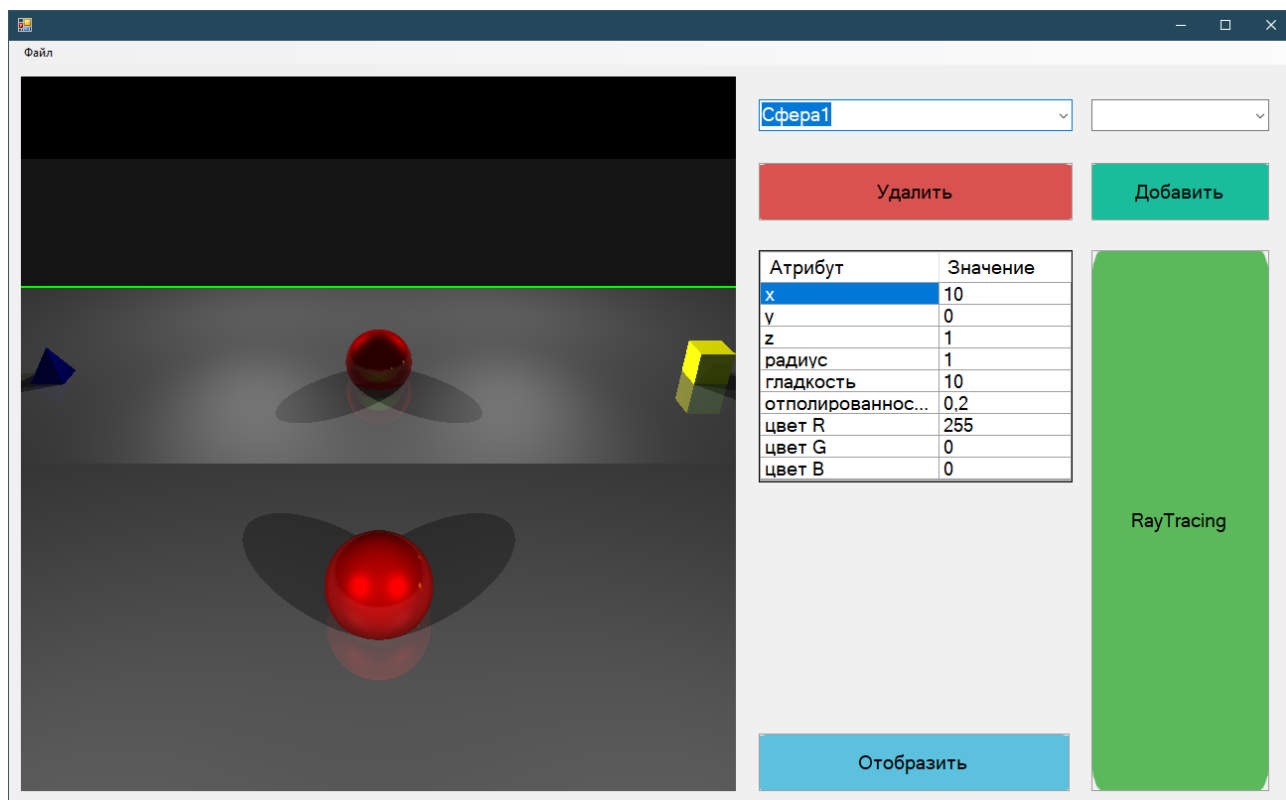 Файл
Сфера1
Удалить Добавить
Атрибут Значение
x 10
y 0
z 1
радиус 1
гладкость 10
отполированнос... 0,2
цвет R 255
цвет G 0
цвет B 0
RayTracing
Отобразить